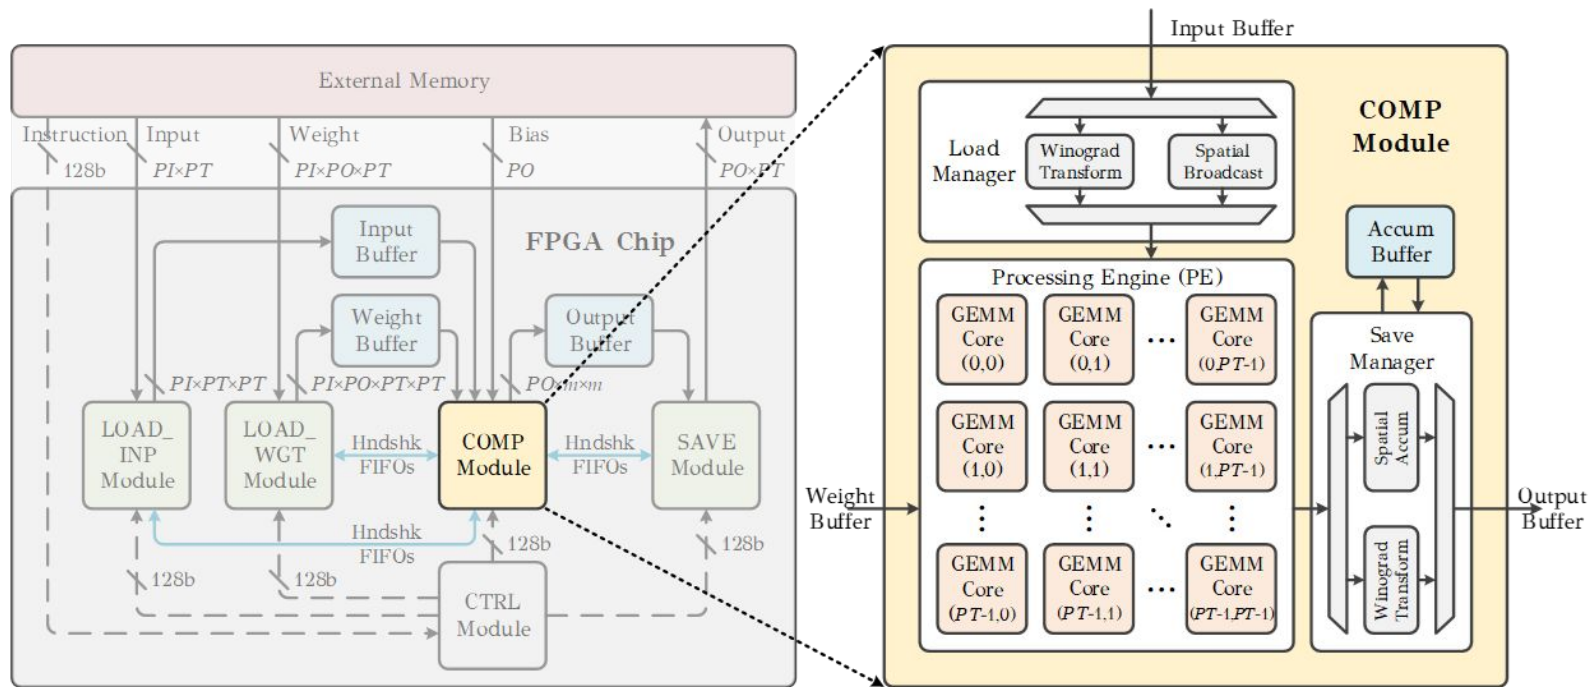 External Memory
Instruction
Input
Weight
Bias
Output
128b
PI×PT
PI×PO×PT
PO
PO×PT
FPGA Chip
Input
Buffer
Weight
Buffer
Output
Buffer
PI×PT×PT
PI×PO×PT×PT
PO×m×m
LOAD_
INP
Module
LOAD_
WGT
Module
Hndshk
FIFOs
COMP
Module
Hndshk
FIFOs
SAVE
Module
Hndshk
FIFOs
128b
128b
128b
128b
CTRL
Module
Input Buffer
COMP
Module
Load
Manager
Winograd
Transform
Spatial
Broadcast
Accum
Buffer
Processing Engine (PE)
GEMM
Core
(0,0)
GEMM
Core
(0,1)
...
GEMM
Core
(0,PT-1)
GEMM
Core
(1,0)
GEMM
Core
(1,1)
...
GEMM
Core
(1,PT-1)
GEMM
Core
(PT-1,0)
GEMM
Core
(PT-1,1)
...
GEMM
Core
(PT-1,PT-1)
Save
Manager
Spatial
Accum
Winograd
Transform
Weight
Buffer
Output
Buffer